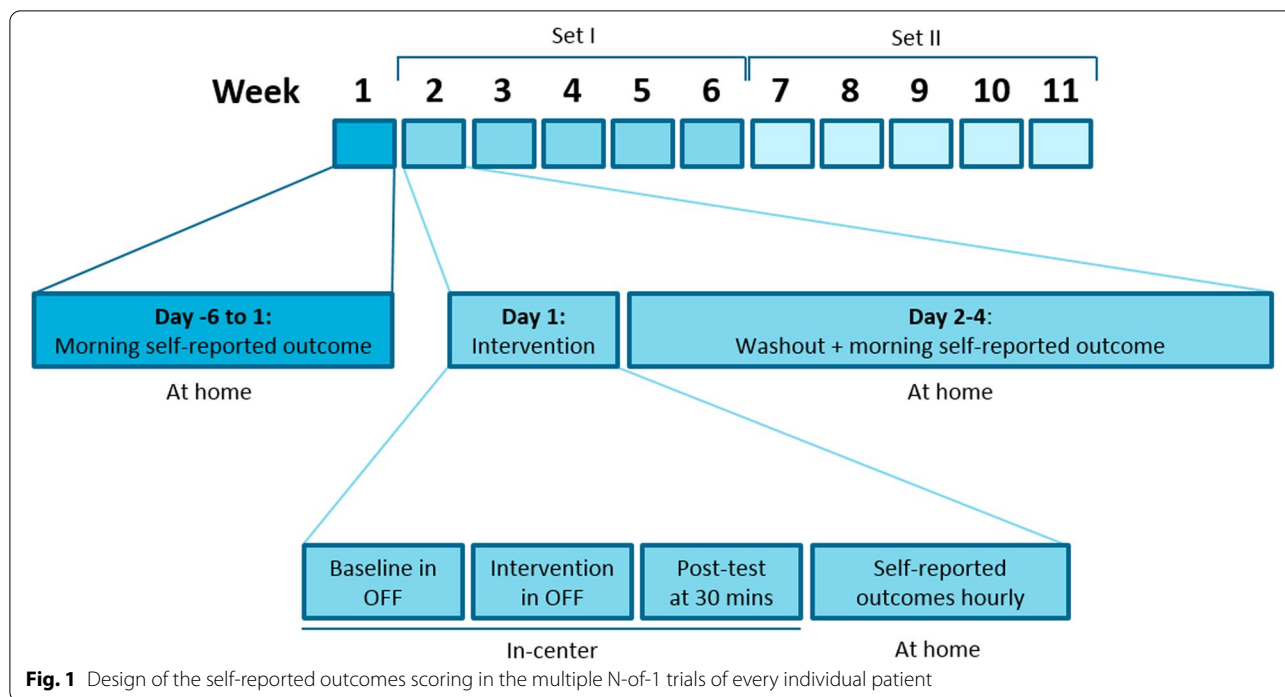 Set I Set II
Week 1 2 3 4 5 6 7 8 9 10 11
Day -6 to 1:
Morning self-reported outcome
At home
Day 1:
Intervention
Day 2-4:
Washout + morning self-reported outcome
At home
Baseline in
OFF
Intervention
in OFF
Post-test
at 30 mins
In-center
Self-reported
outcomes hourly
At home
Fig. 1 Design of the self-reported outcomes scoring in the multiple N-of-1 trials of every individual patient